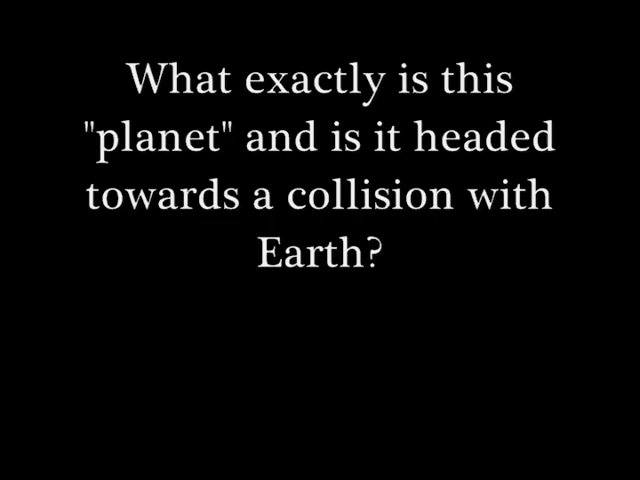 What exactly is this
"planet" and is it headed
towards a collision with
Earth?